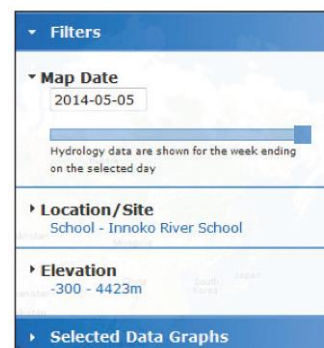 Filters
Map Date
2014-05-05
Hydrology data are shown for the week ending
on the selected day
Location/Site
School - Innoko River School
Elevation
-300 - 4423m
Selected Data Graphs